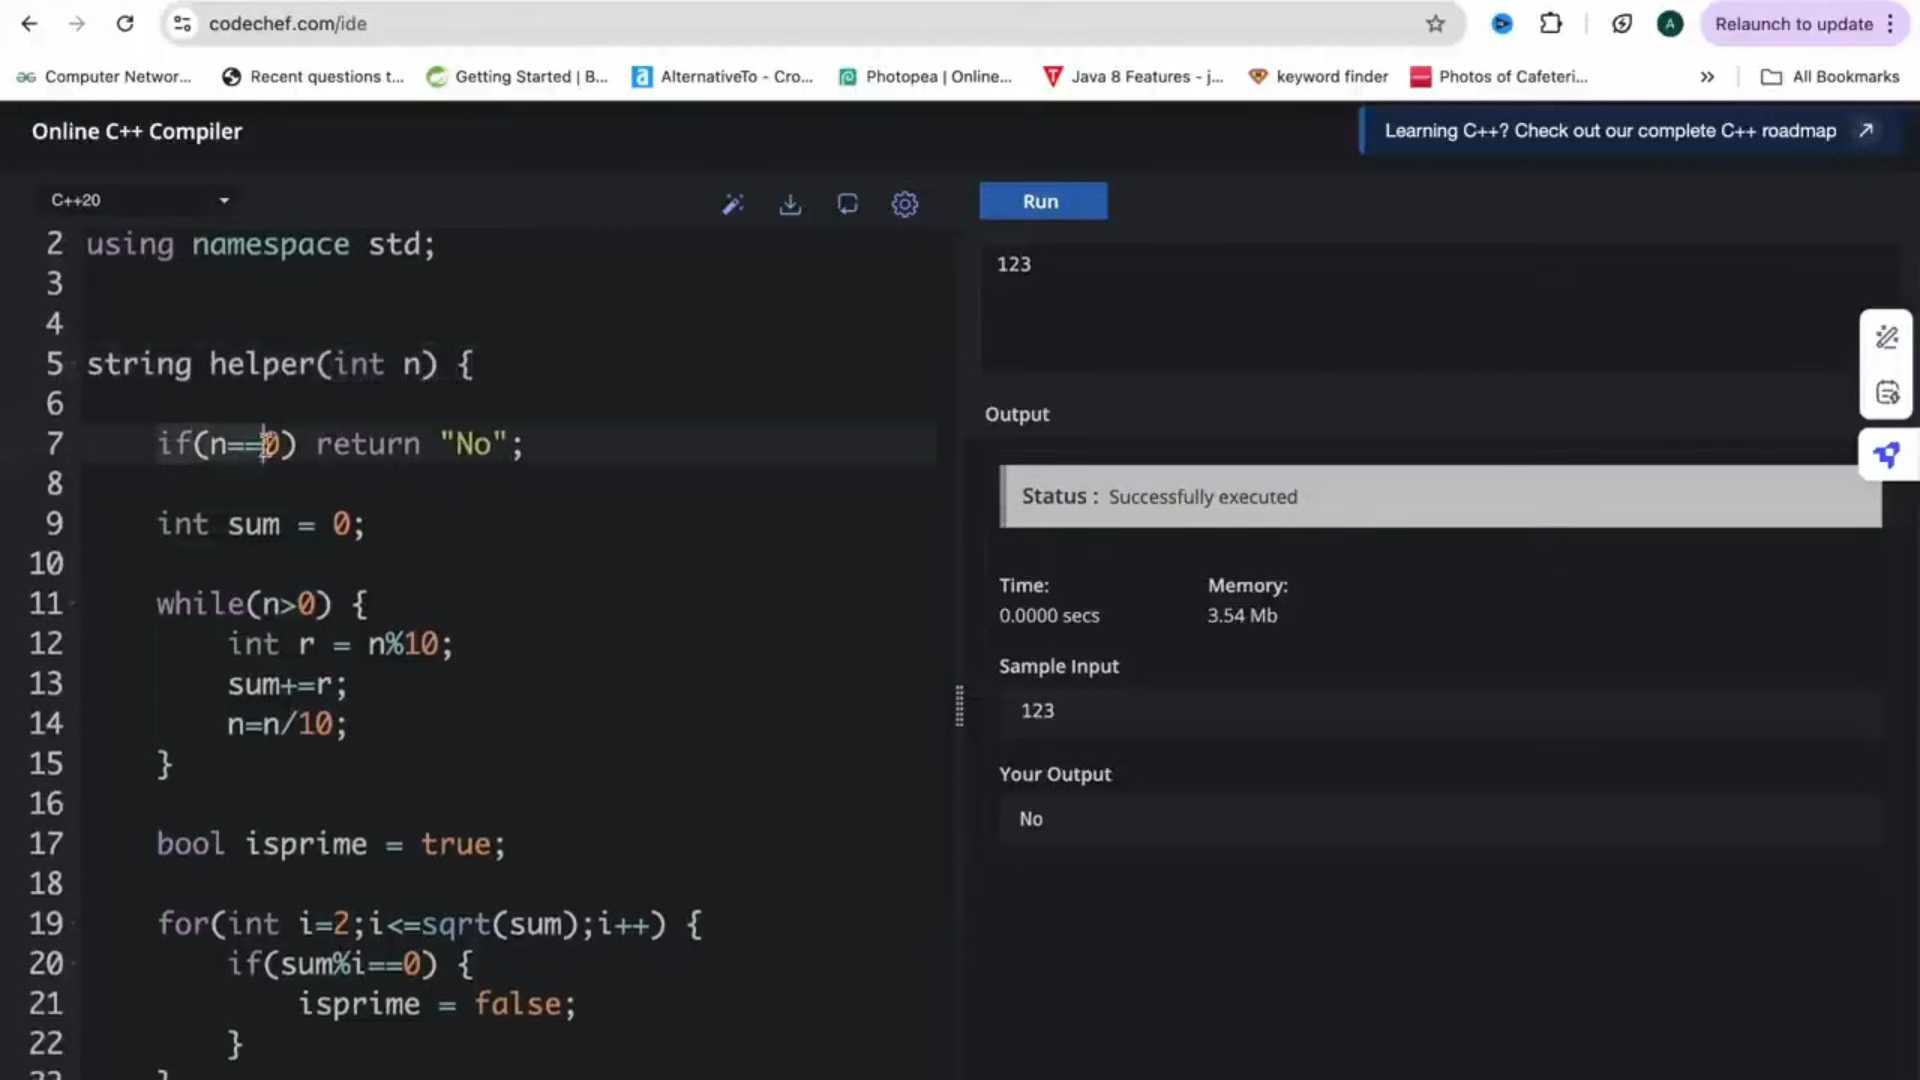 codechef.com/ide
Relaunch to update
Computer Networ...
Recent questions t...
Getting Started | B...
AlternativeTo - Cro...
Photopea | Online...
Java 8 Features - j...
keyword finder
Photos of Cafeteri...
All Bookmarks
Online C++ Compiler
Learning C++? Check out our complete C++ roadmap
C++20
Run
2 using namespace std;
3
4
5 string helper(int n) {
6
7 if(n==0) return "No";
8
9 int sum = 0;
10
11 while(n>0) {
12 int r = n%10;
13 sum+=r;
14 n=n/10;
15 }
16
17 bool isprime = true;
18
19 for(int i=2;i<=sqrt(sum);i++) {
20 if(sum%i==0) {
21 isprime = false;
22 }
123
Output
Status : Successfully executed
Time: Memory:
0.0000 secs 3.54 Mb
Sample Input
123
Your Output
No